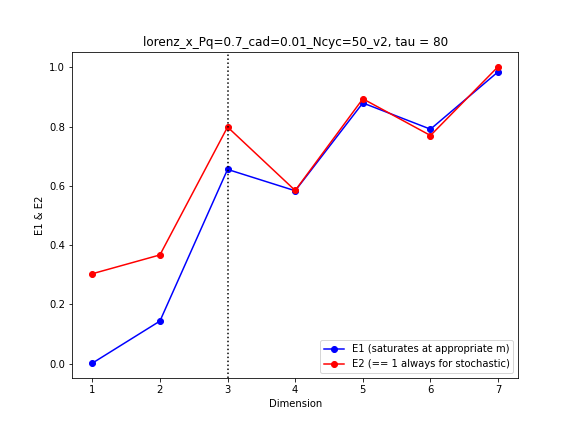 lorenz_x_Pq=0.7_cad=0.01_Ncyc=50_v2, tau = 80
1.0
0.8
0.6
0.4
0.2
0.0
E1 & E2
E1 (saturates at appropriate m)
E2 (== 1 always for stochastic)
1 2 3 4 5 6 7
Dimension